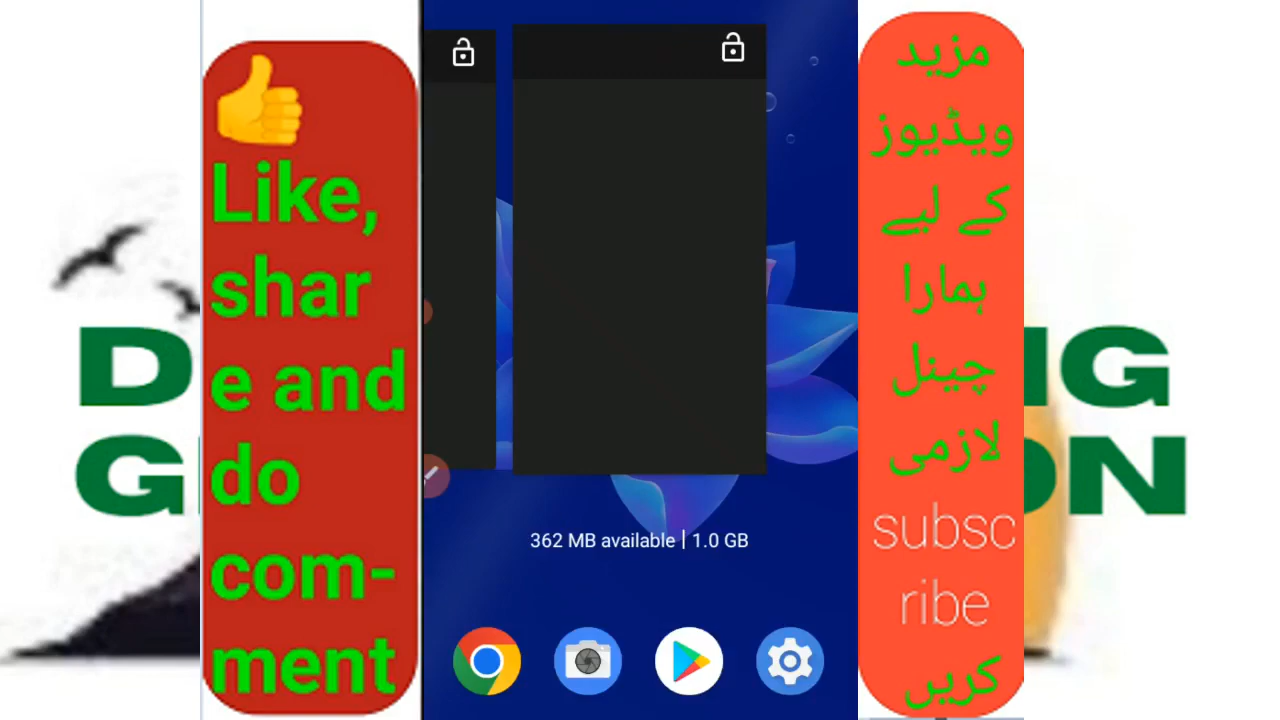 👍
Like,
shar
e and
do
com-
ment
362 MB available | 1.0 GB
مزید
ویڈیوز
کے لیے
ہمارا
چینل
لازمی
subsc
ribe
کریں